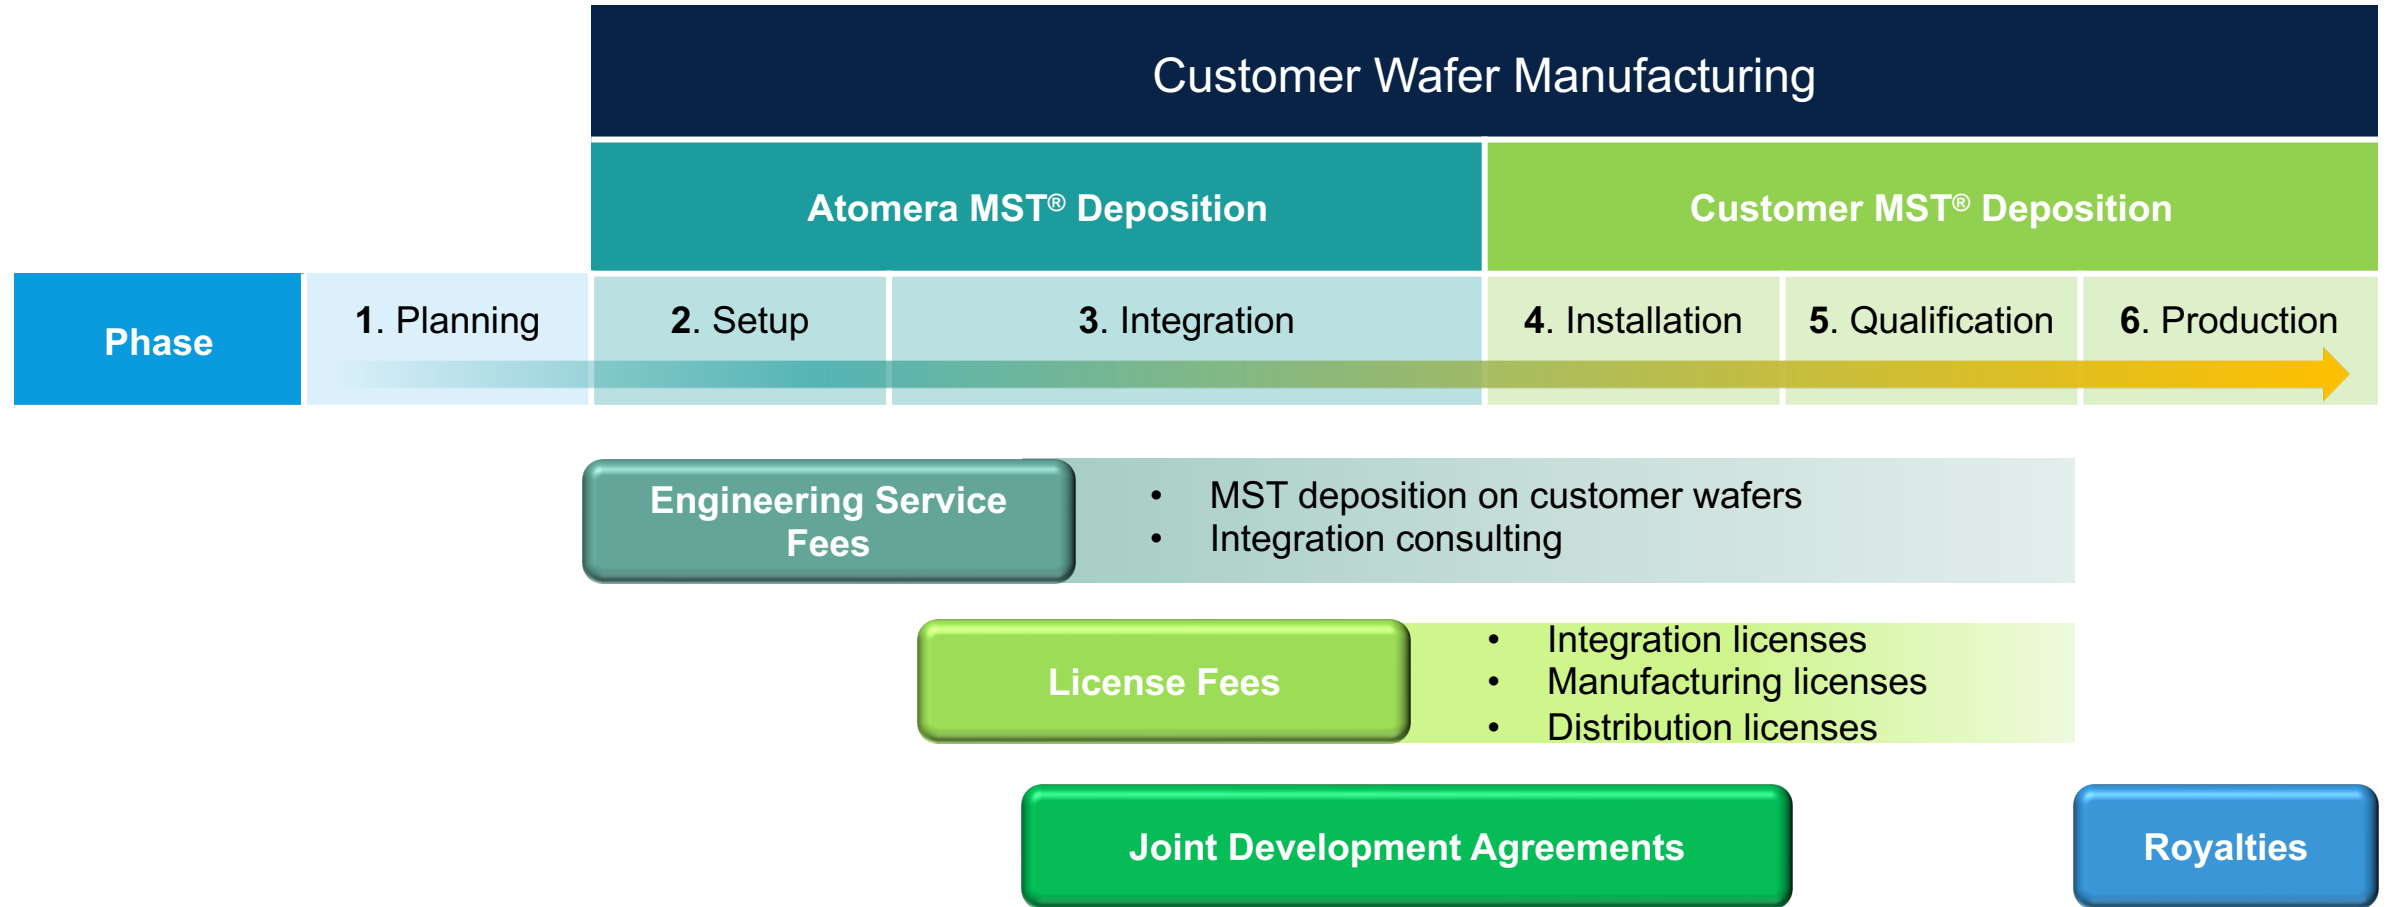 Customer Wafer Manufacturing
Atomera MST® Deposition
Customer MST® Deposition
Phase
1. Planning
2. Setup
3. Integration
4. Installation
5. Qualification
6. Production
Engineering Service
Fees
• MST deposition on customer wafers
• Integration consulting
License Fees
• Integration licenses
• Manufacturing licenses
• Distribution licenses
Joint Development Agreements
Royalties